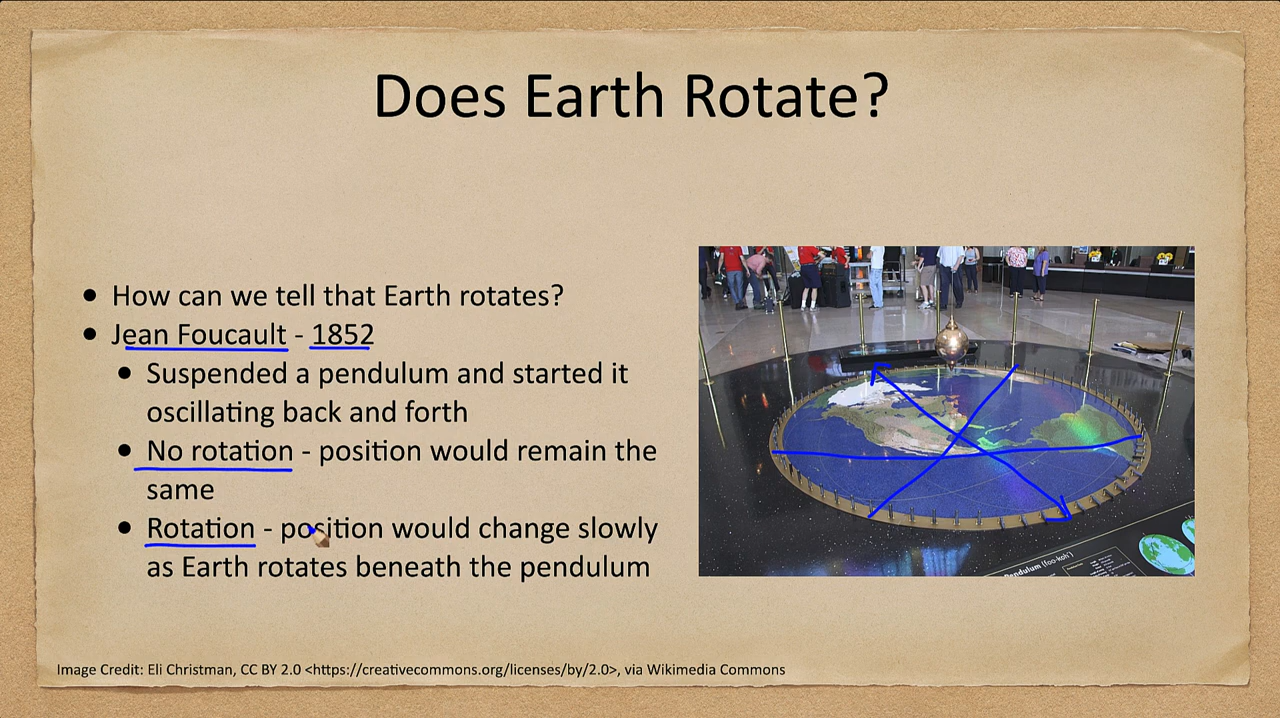 Does Earth Rotate?
How can we tell that Earth rotates?
Jean Foucault - 1852
Suspended a pendulum and started it
oscillating back and forth
No rotation - position would remain the
same
Rotation - position would change slowly
as Earth rotates beneath the pendulum
Pendulum (foo-koh')
Image Credit: Eli Christman, CC BY 2.0 <https://creativecommons.org/licenses/by/2.0>, via Wikimedia Commons